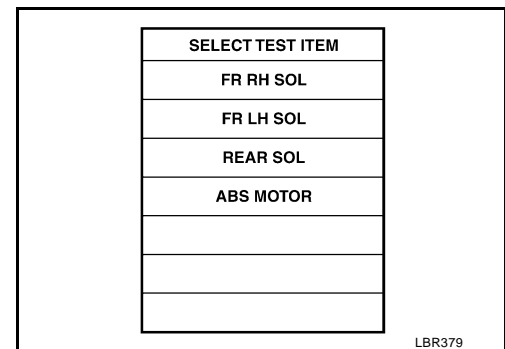 SELECT TEST ITEM
FR RH SOL
FR LH SOL
REAR SOL
ABS MOTOR
LBR379